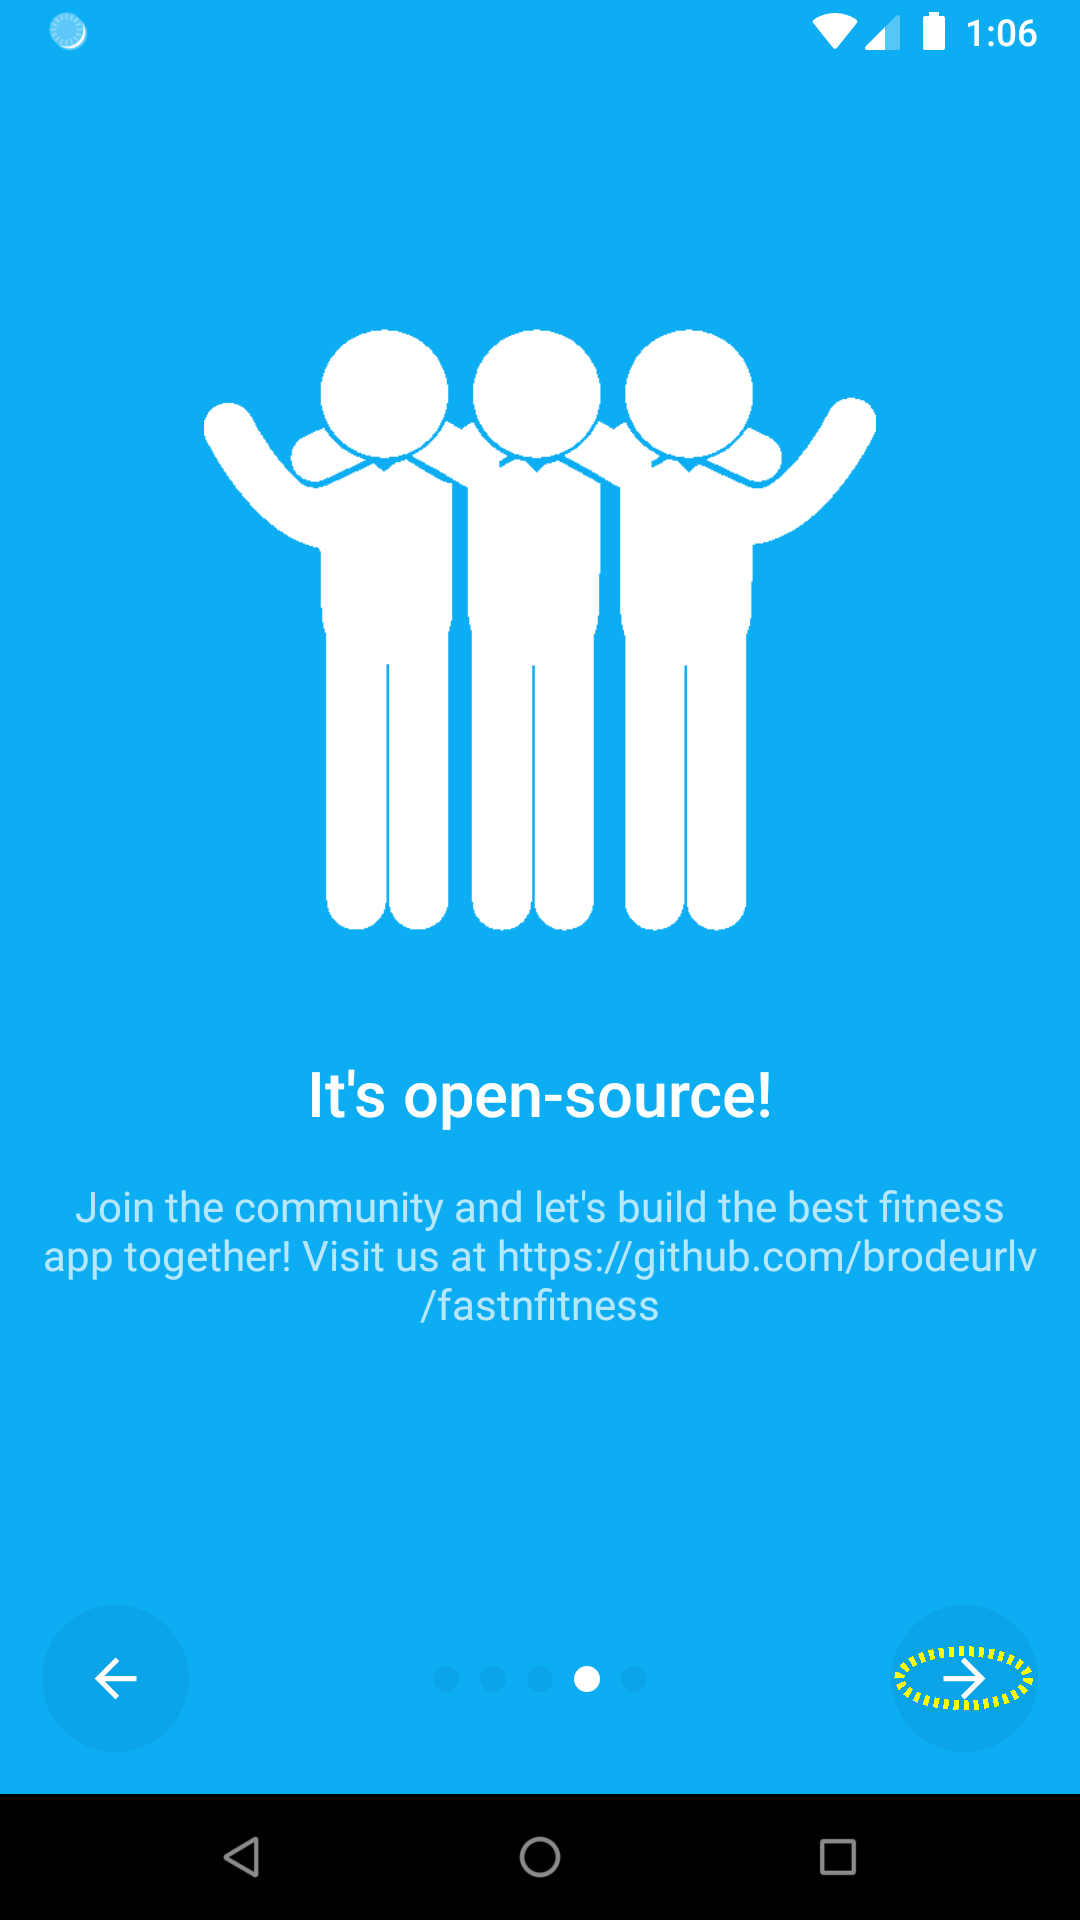 1:06
It's open-source!
Join the community and let's build the best fitness
app together! Visit us at https://github.com/brodeurlv
/fastnfitness